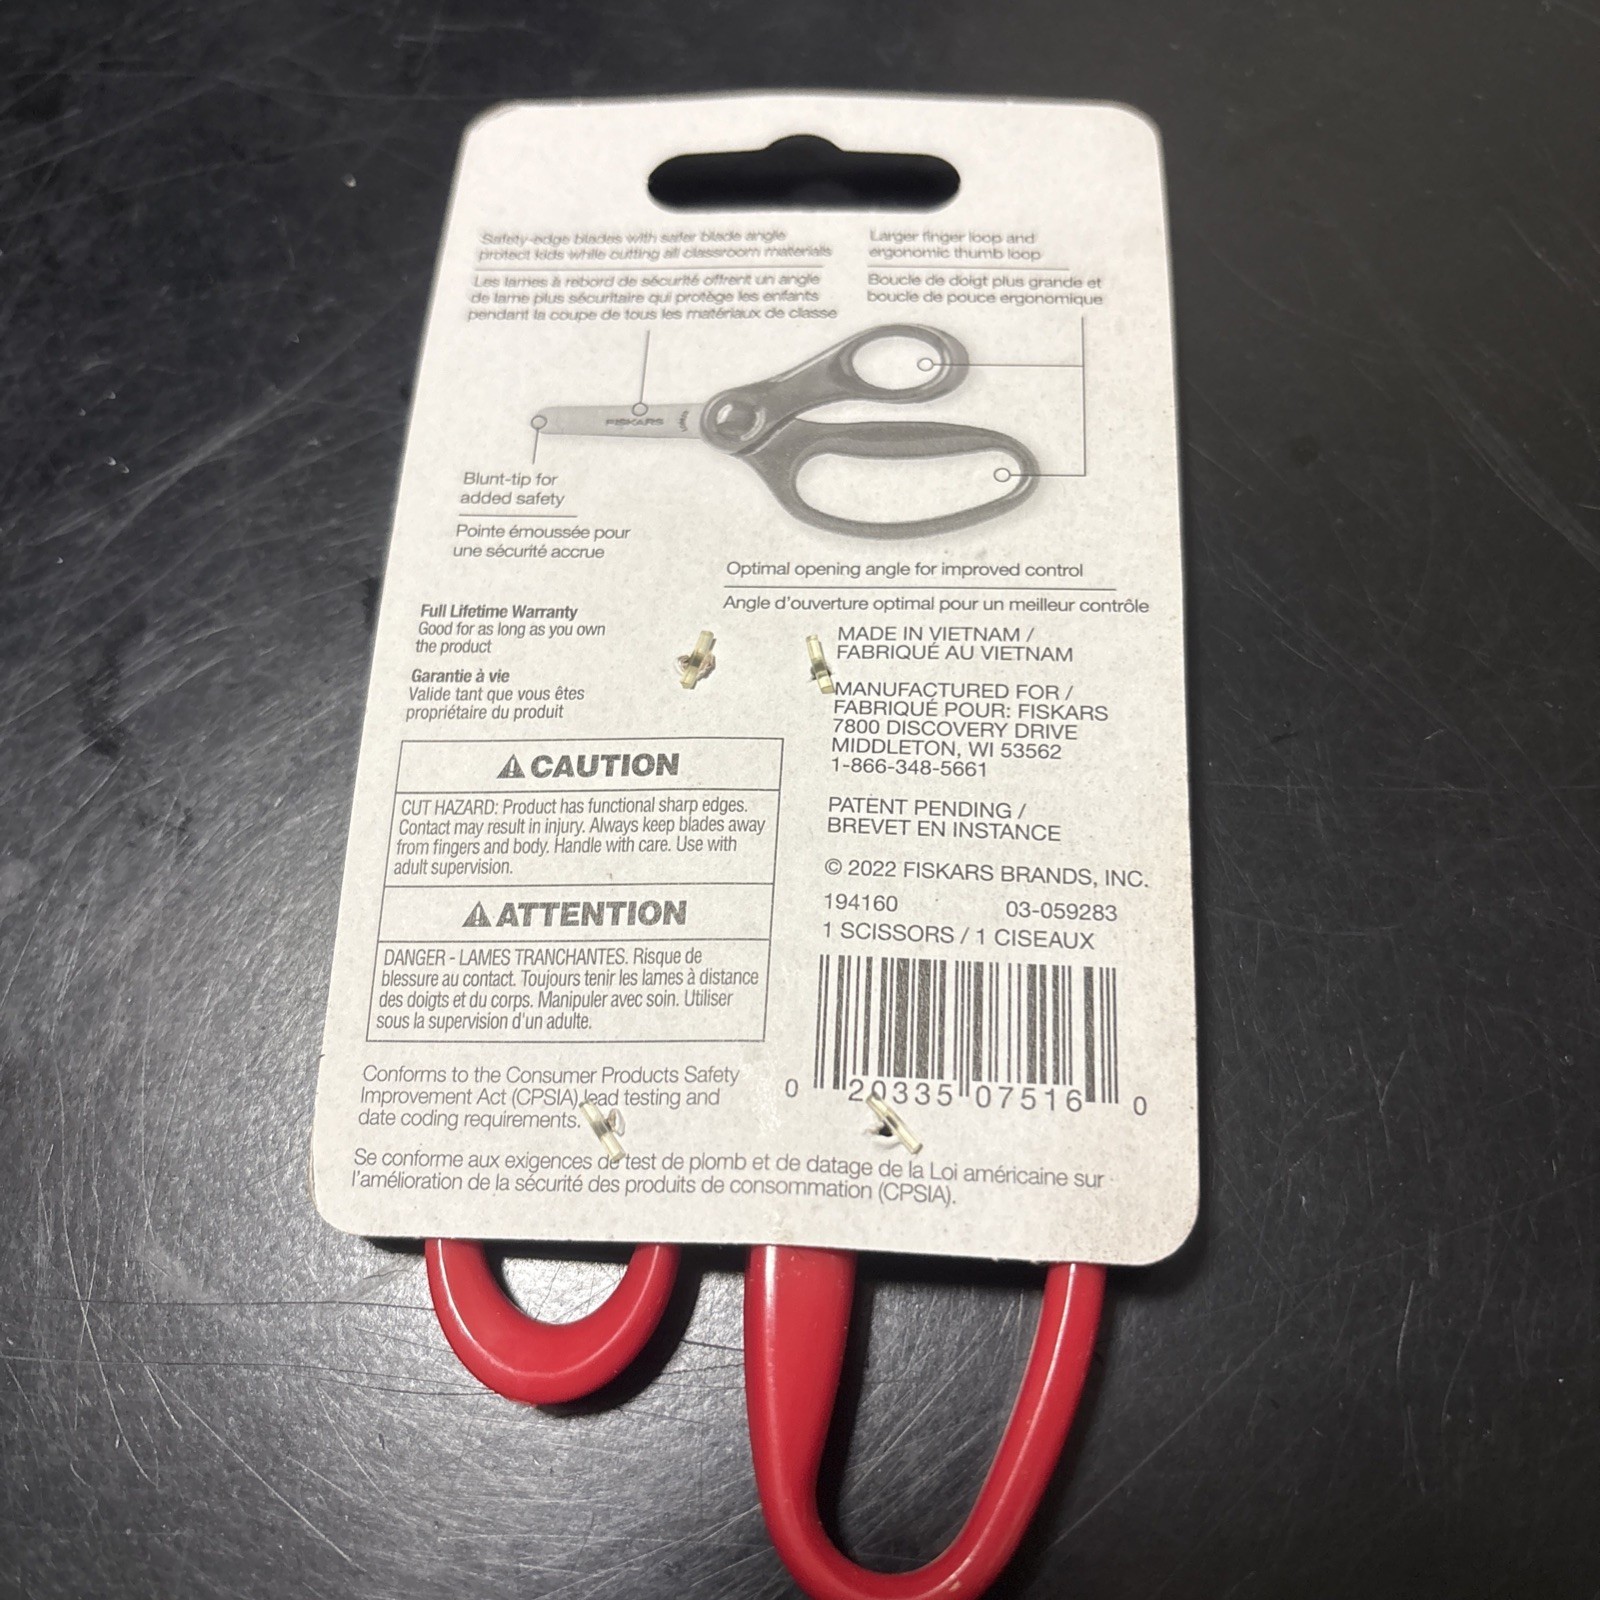 Safety-edge blades with safer blade angle
protect kids while cutting all classroom materials
Les lames à rebord de sécurité offrent un angle
de lame plus sécuritaire qui protège les enfants
pendant la coupe de tous les matériaux de classe
Larger finger loop and
ergonomic thumb loop
Boucle de doigt plus grande et
boucle de pouce ergonomique
FISKARS
Blunt-tip for
added safety
Pointe émoussée pour
une sécurité accrue
Optimal opening angle for improved control
Angle d'ouverture optimal pour un meilleur contrôle
Full Lifetime Warranty
Good for as long as you own
the product
Garantie à vie
Valide tant que vous êtes
propriétaire du produit
MADE IN VIETNAM /
FABRIQUÉ AU VIETNAM
MANUFACTURED FOR /
FABRIQUÉ POUR: FISKARS
7800 DISCOVERY DRIVE
MIDDLETON, WI 53562
1-866-348-5661
PATENT PENDING /
BREVET EN INSTANCE
© 2022 FISKARS BRANDS, INC.
194160 03-059283
1 SCISSORS / 1 CISEAUX
0 20335 07516 0
⚠ CAUTION
CUT HAZARD: Product has functional sharp edges.
Contact may result in injury. Always keep blades away
from fingers and body. Handle with care. Use with
adult supervision.
⚠ ATTENTION
DANGER - LAMES TRANCHANTES. Risque de
blessure au contact. Toujours tenir les lames à distance
des doigts et du corps. Manipuler avec soin. Utiliser
sous la supervision d'un adulte.
Conforms to the Consumer Products Safety
Improvement Act (CPSIA) lead testing and
date coding requirements.
Se conforme aux exigences de test de plomb et de datage de la Loi américaine sur
l'amélioration de la sécurité des produits de consommation (CPSIA).